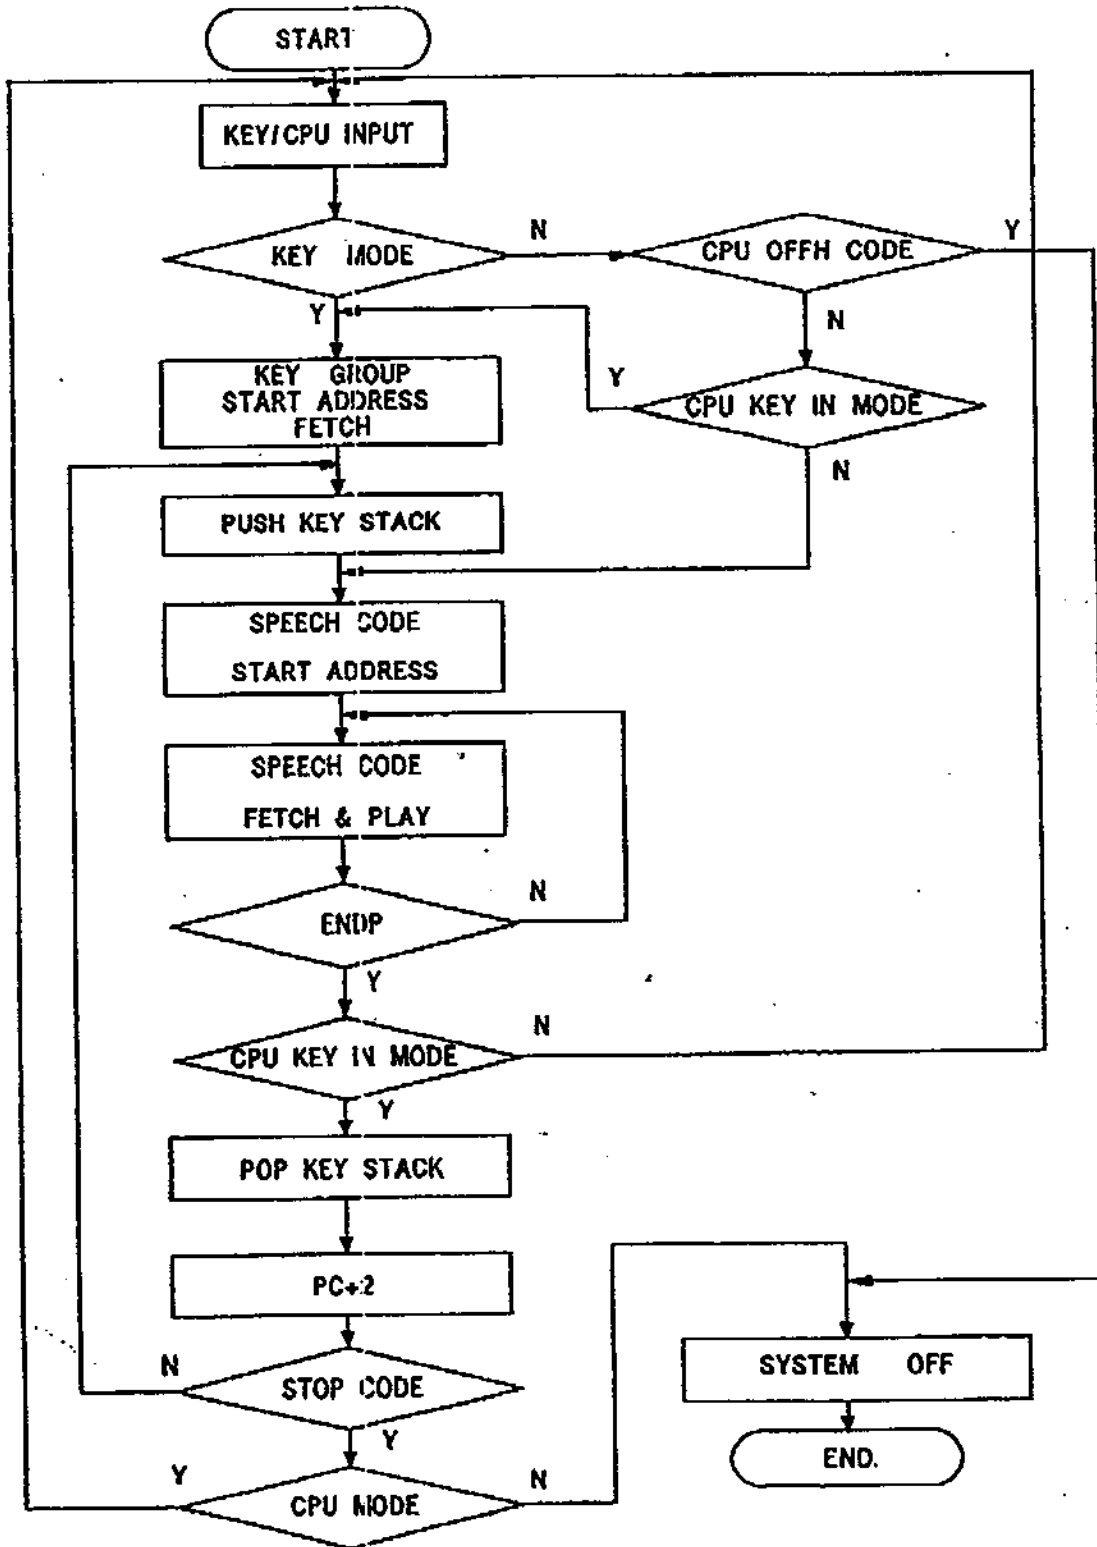 START
KEY/CPU INPUT
KEY MODE
N
CPU OFFH CODE
Y
Y
N
KEY GROUP
START ADDRESS
FETCH
Y
CPU KEY IN MODE
N
PUSH KEY STACK
SPEECH CODE
START ADDRESS
SPEECH CODE
FETCH & PLAY
ENDP
N
Y
CPU KEY IN MODE
N
Y
POP KEY STACK
PC+2
N
STOP CODE
Y
SYSTEM OFF
Y
CPU MODE
N
END.